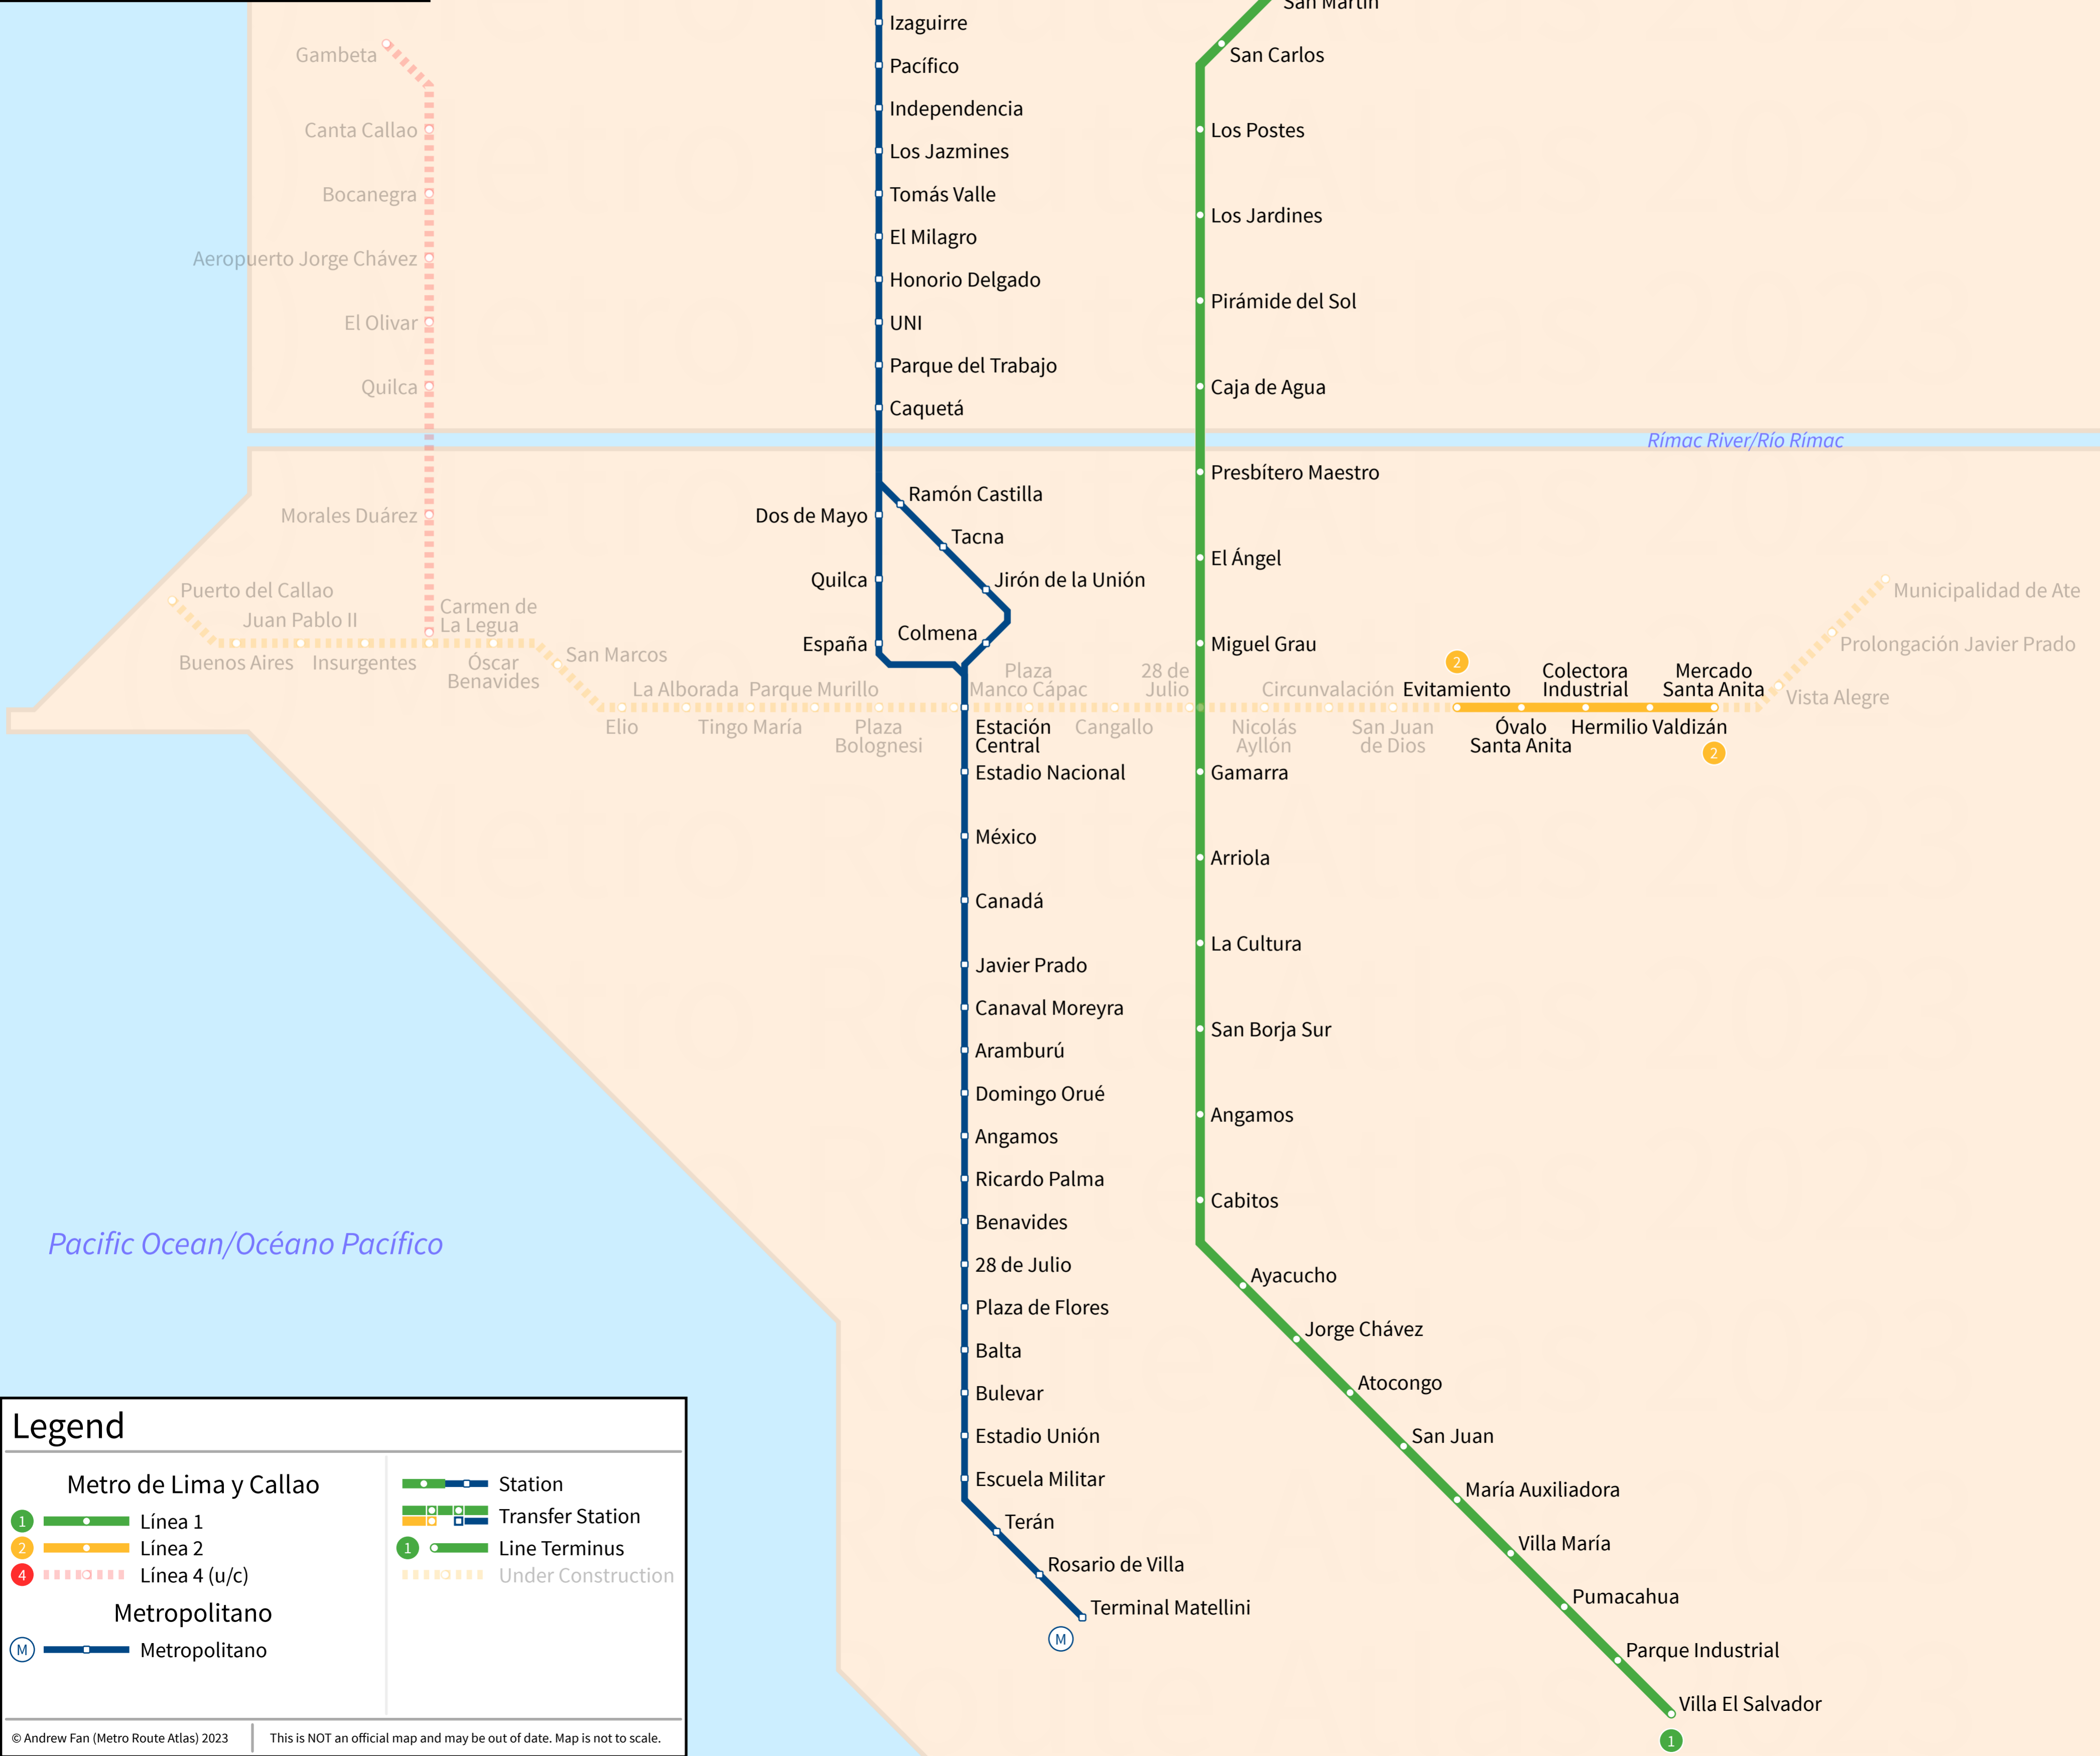 San Martín
Izaguirre
Gambeta
San Carlos
Pacífico
Independencia
Canta Callao
Los Postes
Los Jazmines
Bocanegra
Tomás Valle
Los Jardines
El Milagro
Aeropuerto Jorge Chávez
Honorio Delgado
Pirámide del Sol
El Olivar
UNI
Parque del Trabajo
Quilca
Caja de Agua
Caquetá
Rímac River/Río Rímac
Presbítero Maestro
Ramón Castilla
Morales Duárez
Dos de Mayo
Tacna
El Ángel
Quilca
Jirón de la Unión
Puerto del Callao
Municipalidad de Ate
Juan Pablo II
Carmen de
La Legua
Colmena
España
Miguel Grau
Prolongación Javier Prado
Buenos Aires
Insurgentes
Óscar
Benavides
San Marcos
2
La Alborada
Parque Murillo
Plaza
Manco Cápac
28 de
Julio
Circunvalación
Evitamiento
Colectora
Industrial
Mercado
Santa Anita
Vista Alegre
Elio
Tingo María
Plaza
Bolognesi
Estación
Central
Cangallo
Nicolás
Ayllón
San Juan
de Dios
Óvalo
Santa Anita
Hermilio Valdizán
2
Estadio Nacional
Gamarra
México
Arriola
Canadá
La Cultura
Javier Prado
Canaval Moreyra
San Borja Sur
Aramburú
Domingo Orué
Angamos
Angamos
Ricardo Palma
Cabitos
Benavides
Pacific Ocean/Océano Pacífico
28 de Julio
Ayacucho
Plaza de Flores
Jorge Chávez
Balta
Atocongo
Bulevar
Estadio Unión
San Juan
Escuela Militar
María Auxiliadora
Terán
Villa María
Rosario de Villa
Pumacahua
Terminal Matellini
M
Parque Industrial
Villa El Salvador
1
Legend
Metro de Lima y Callao
1 Línea 1
2 Línea 2
4 Línea 4 (u/c)
Metropolitano
M Metropolitano
Station
Transfer Station
1 Line Terminus
Under Construction
© Andrew Fan (Metro Route Atlas) 2023
This is NOT an official map and may be out of date. Map is not to scale.